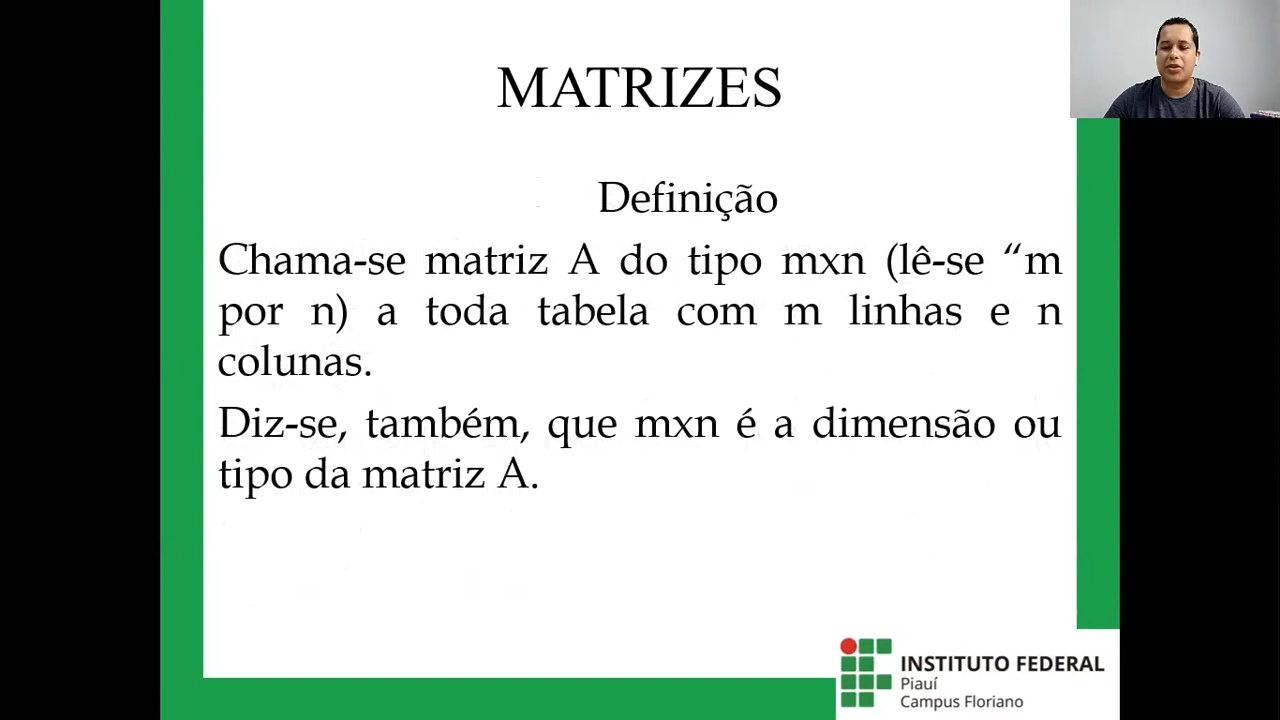 MATRIZES
Definição
Chama-se matriz A do tipo mxn (lê-se “m
por n) a toda tabela com m linhas e n
colunas.
Diz-se, também, que mxn é a dimensão ou
tipo da matriz A.
INSTITUTO FEDERAL
Piauí
Campus Floriano